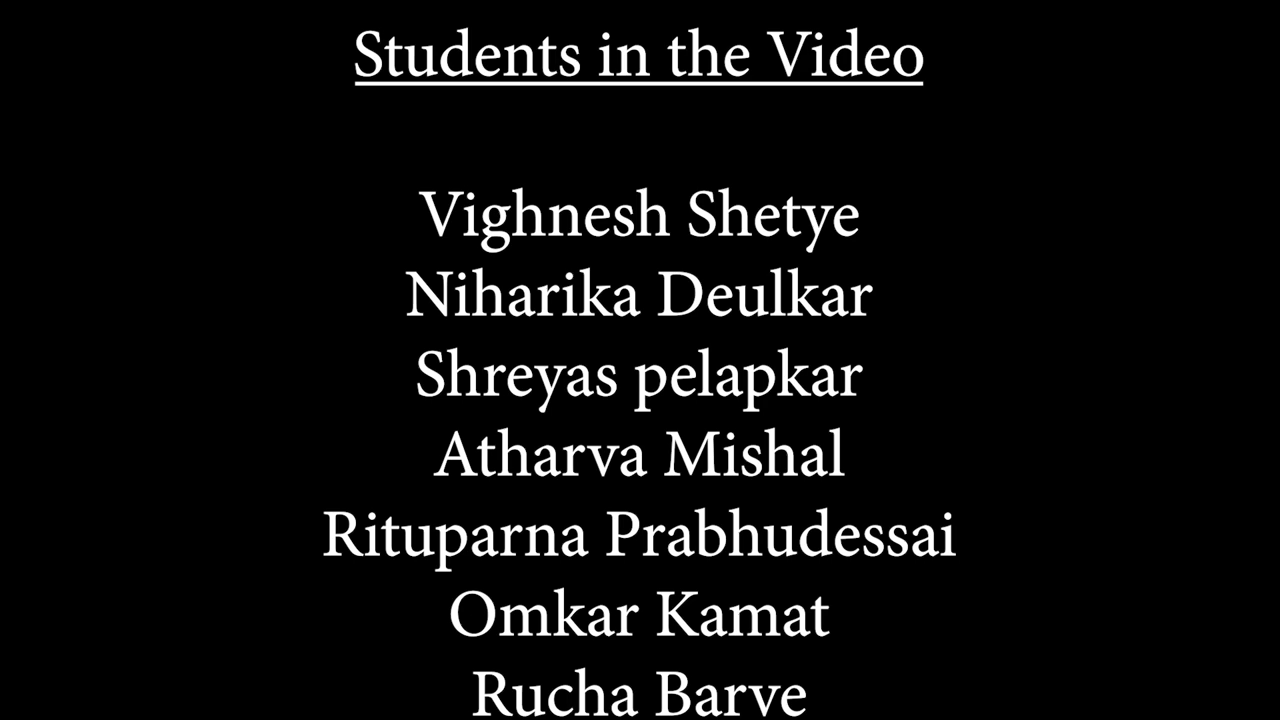 Students in the Video
Vighnesh Shetye
Niharika Deulkar
Shreyas pelapkar
Atharva Mishal
Rituparna Prabhudessai
Omkar Kamat
Rucha Barve